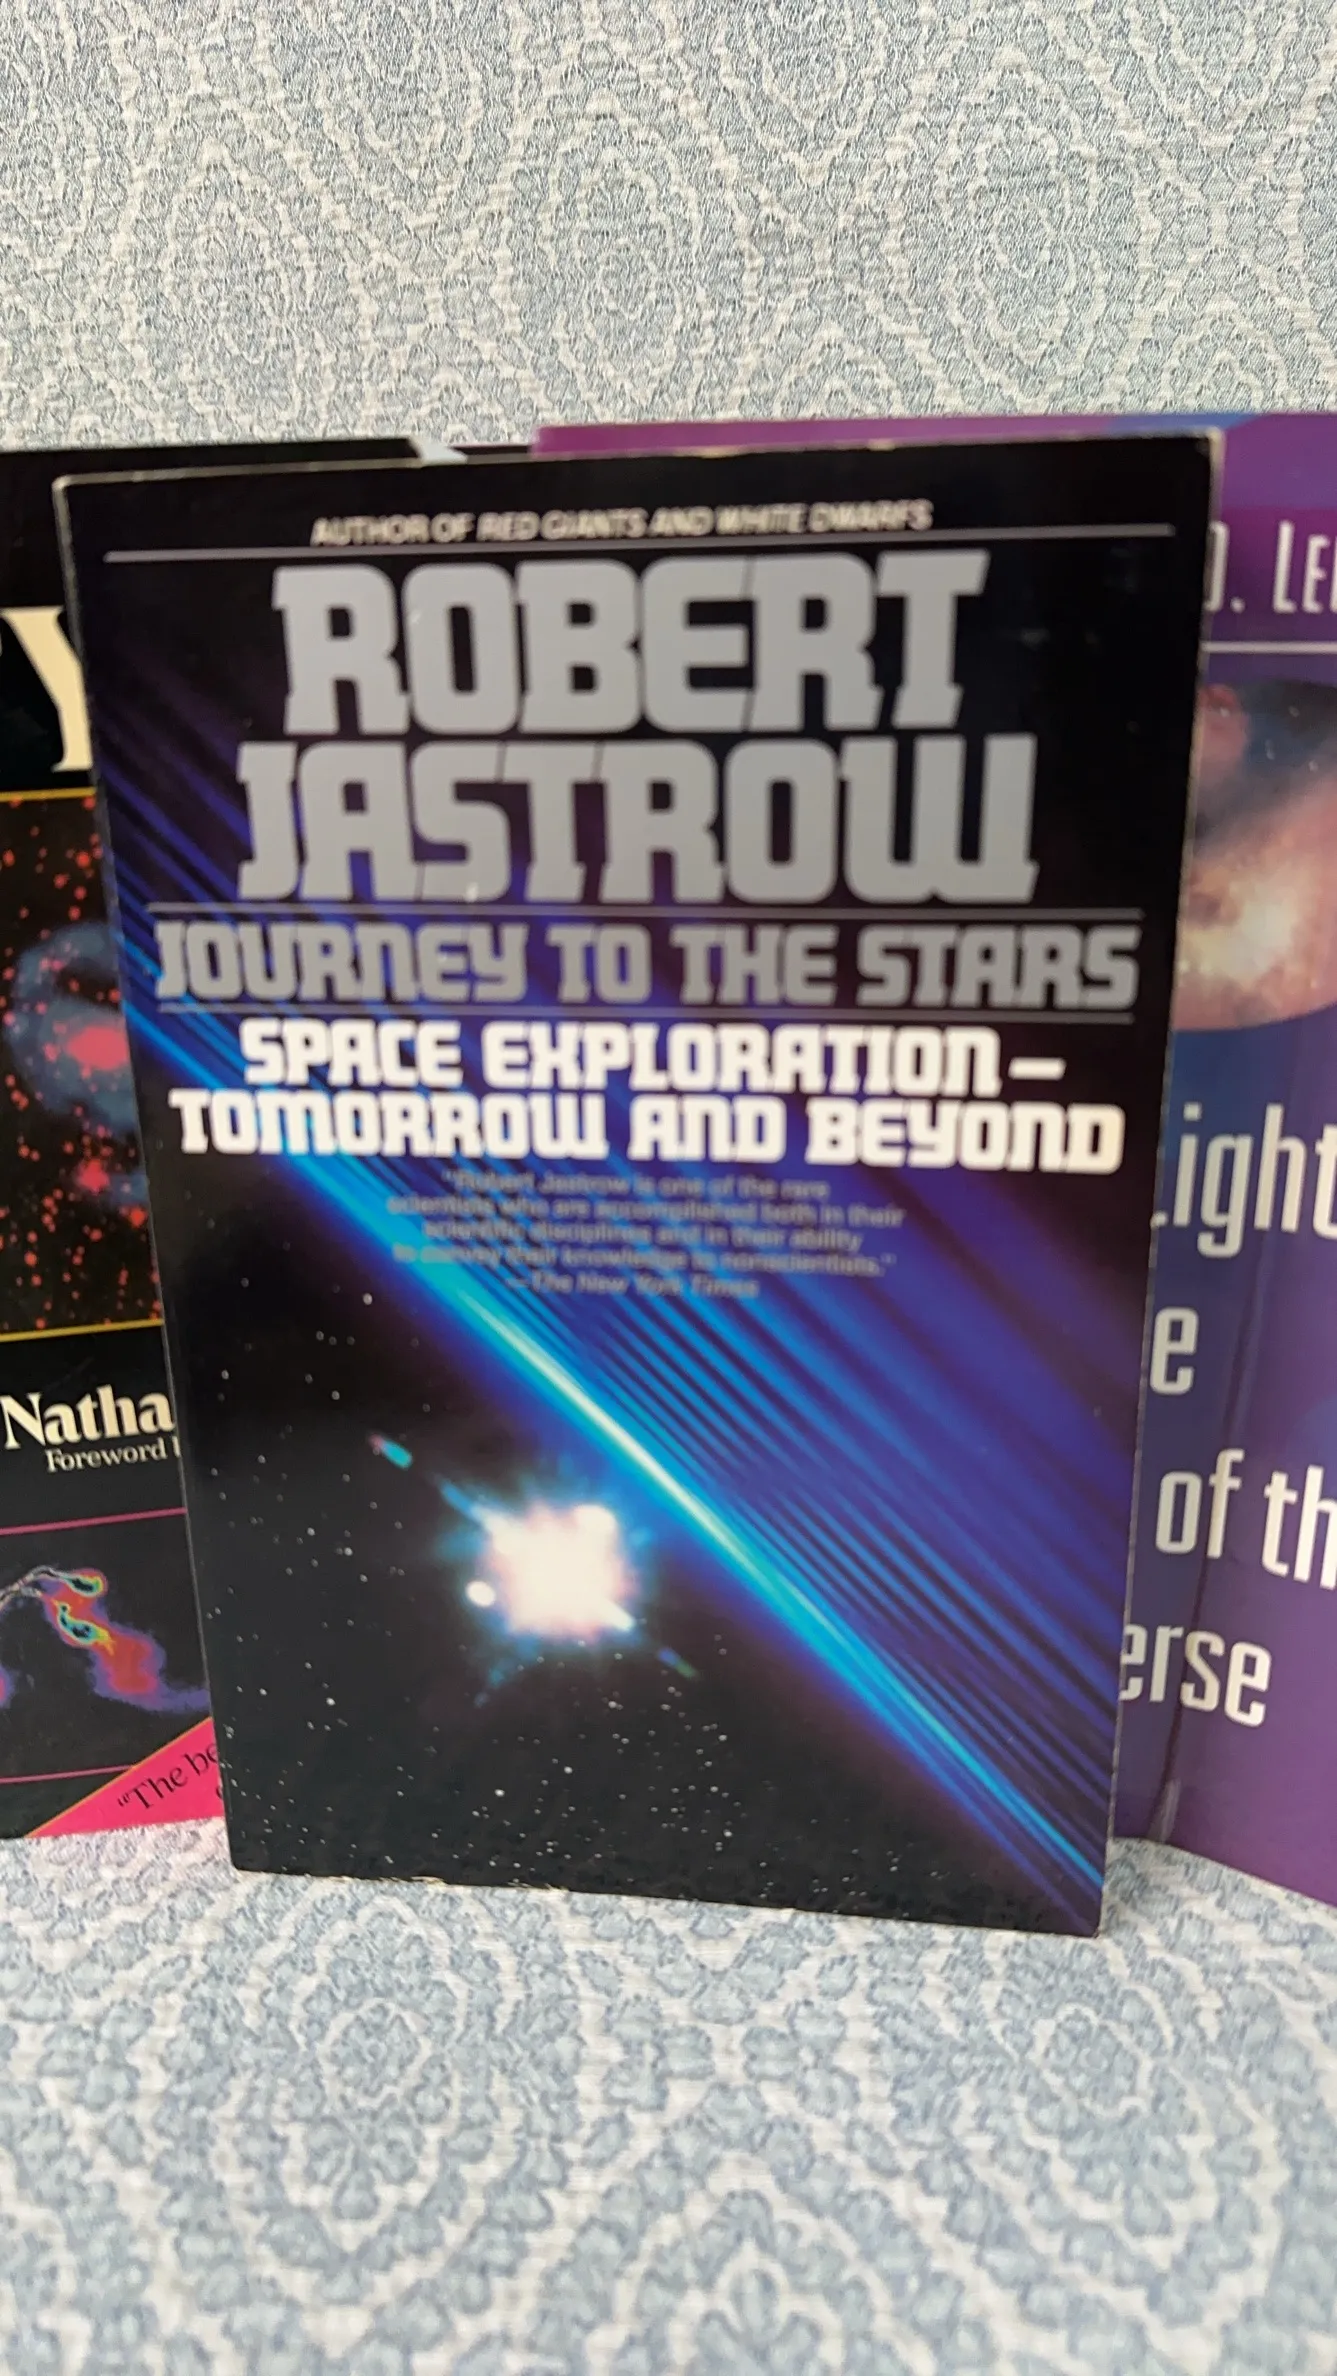 AUTHOR OF RED GIANTS AND WHITE DWARFS
ROBERT
JASTROW
JOURNEY TO THE STARS
SPACE EXPLORATION–
TOMORROW AND BEYOND
"Robert Jastrow is one of the rare
scientists who are accomplished both in their
scientific disciplines and in their ability
to convey their knowledge to nonscientists."
—The New York Times
Y
Natha
Foreword
"The be
D. LE
ight
e
of th
erse